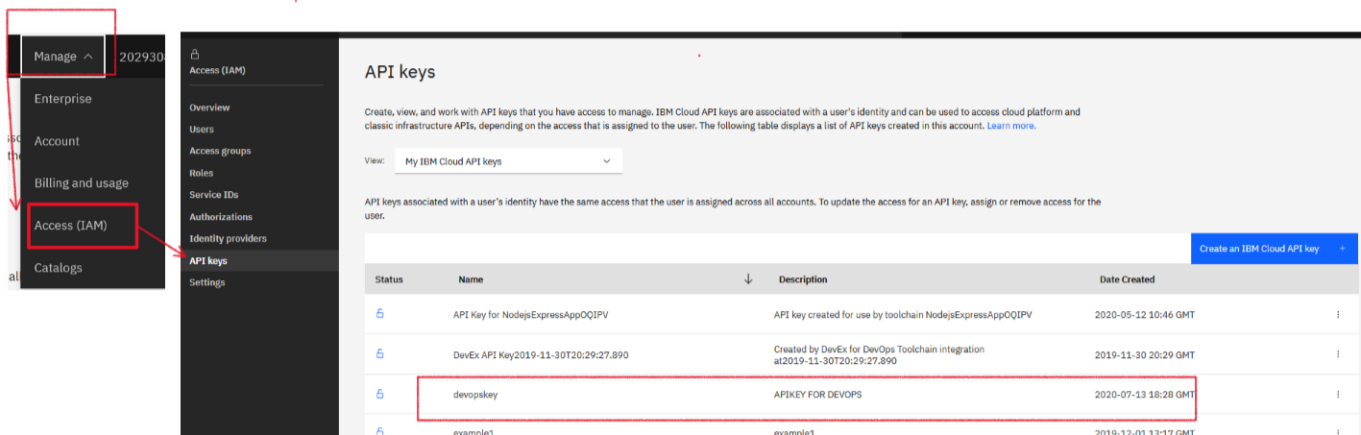 Manage
202930
Enterprise
Account
Billing and usage
Access (IAM)
Catalogs
Access (IAM)
Overview
Users
Access groups
Roles
Service IDs
Authorizations
Identity providers
API keys
Settings
API keys
Create, view, and work with API keys that you have access to manage. IBM Cloud API keys are associated with a user's identity and can be used to access cloud platform and
classic infrastructure APIs, depending on the access that is assigned to the user. The following table displays a list of API keys created in this account. Learn more.
View: My IBM Cloud API keys
API keys associated with a user's identity have the same access that the user is assigned across all accounts. To update the access for an API key, assign or remove access for the
user.
Create an IBM Cloud API key +
Status Name Description Date Created
API Key for NodejsExpressAppOQIPV API key created for use by toolchain NodejsExpressAppOQIPV 2020-05-12 10:46 GMT
DevEx API Key2019-11-30T20:29:27.890 Created by DevEx for DevOps Toolchain integration
at2019-11-30T20:29:27.890 2019-11-30 20:29 GMT
devopskey APIKEY FOR DEVOPS 2020-07-13 18:28 GMT
example1 example1 2019-12-01 13:17 GMT